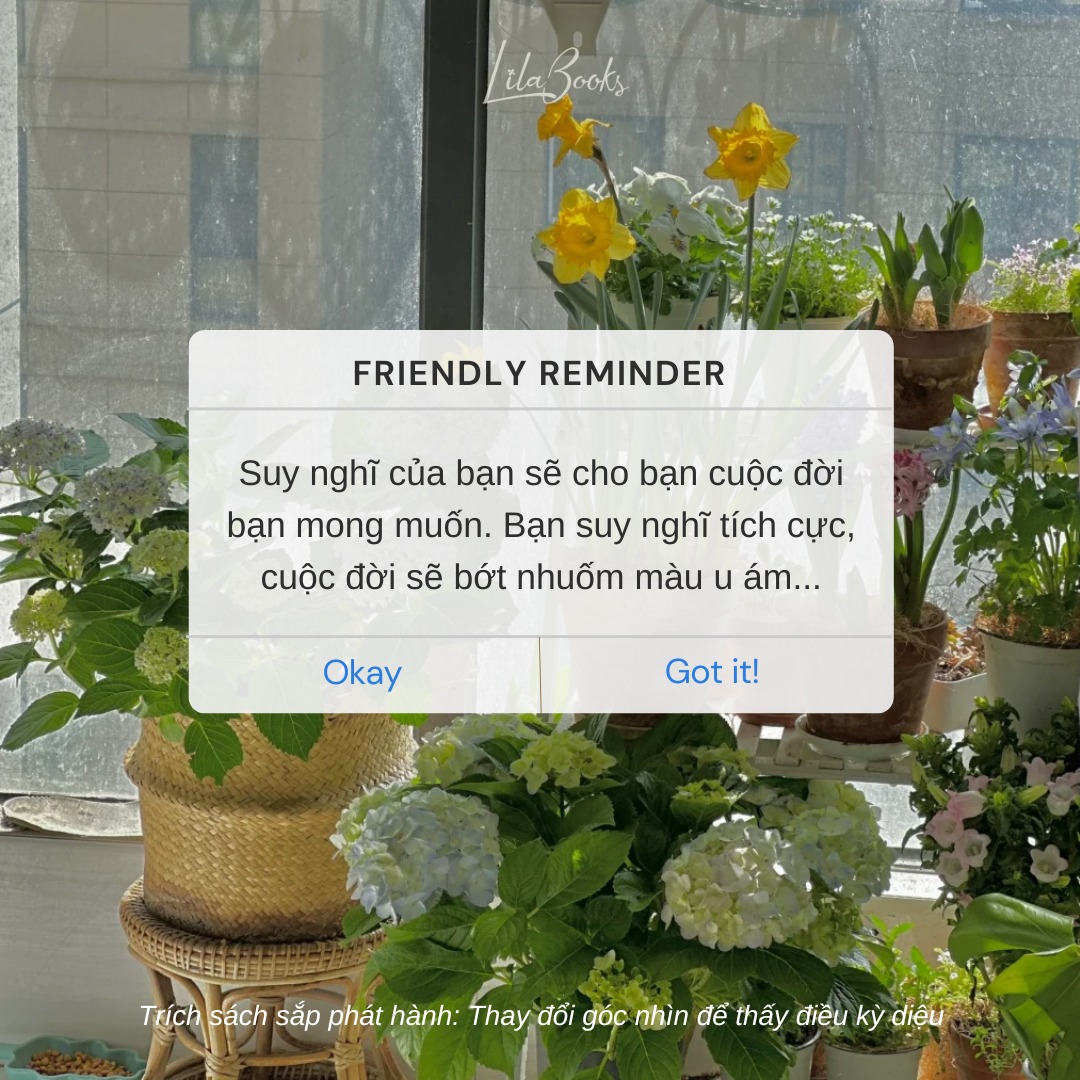 LilaBooks
FRIENDLY REMINDER
Suy nghĩ của bạn sẽ cho bạn cuộc đời
bạn mong muốn. Bạn suy nghĩ tích cực,
cuộc đời sẽ bớt nhuốm màu u ám...
Okay
Got it!
Trích sách sắp phát hành: Thay đổi góc nhìn để thấy điều kỳ diệu